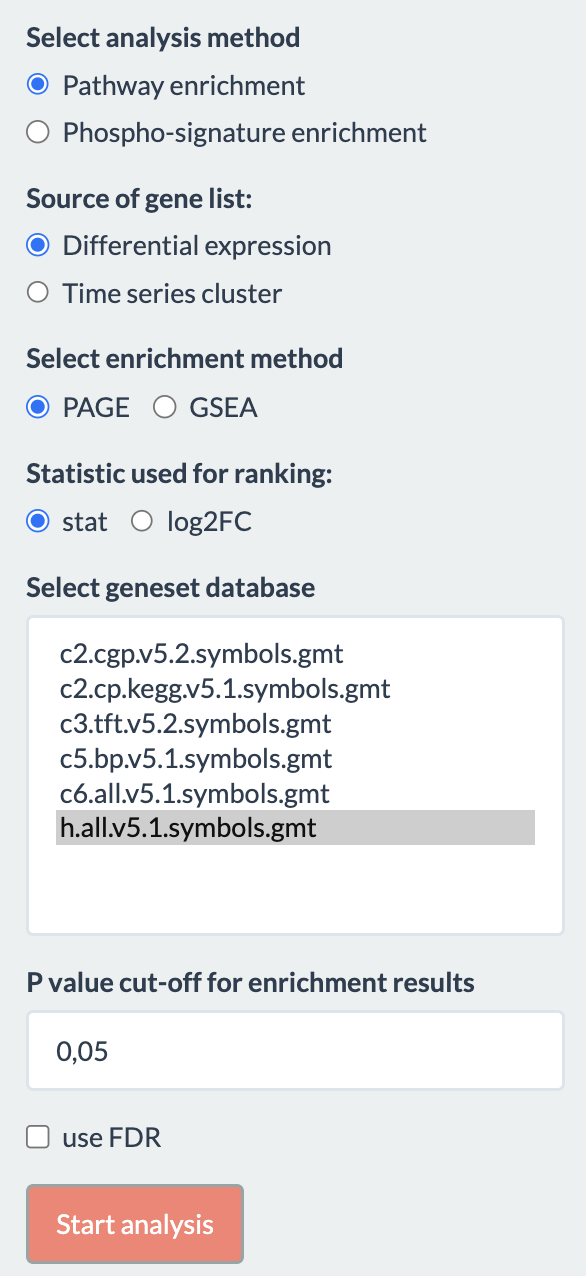 Select analysis method
Pathway enrichment
Phospho-signature enrichment
Source of gene list:
Differential expression
Time series cluster
Select enrichment method
PAGE GSEA
Statistic used for ranking:
stat log2FC
Select geneset database
c2.cgp.v5.2.symbols.gmt
c2.cp.kegg.v5.1.symbols.gmt
c3.tft.v5.2.symbols.gmt
c5.bp.v5.1.symbols.gmt
c6.all.v5.1.symbols.gmt
h.all.v5.1.symbols.gmt
P value cut-off for enrichment results
0,05
use FDR
Start analysis